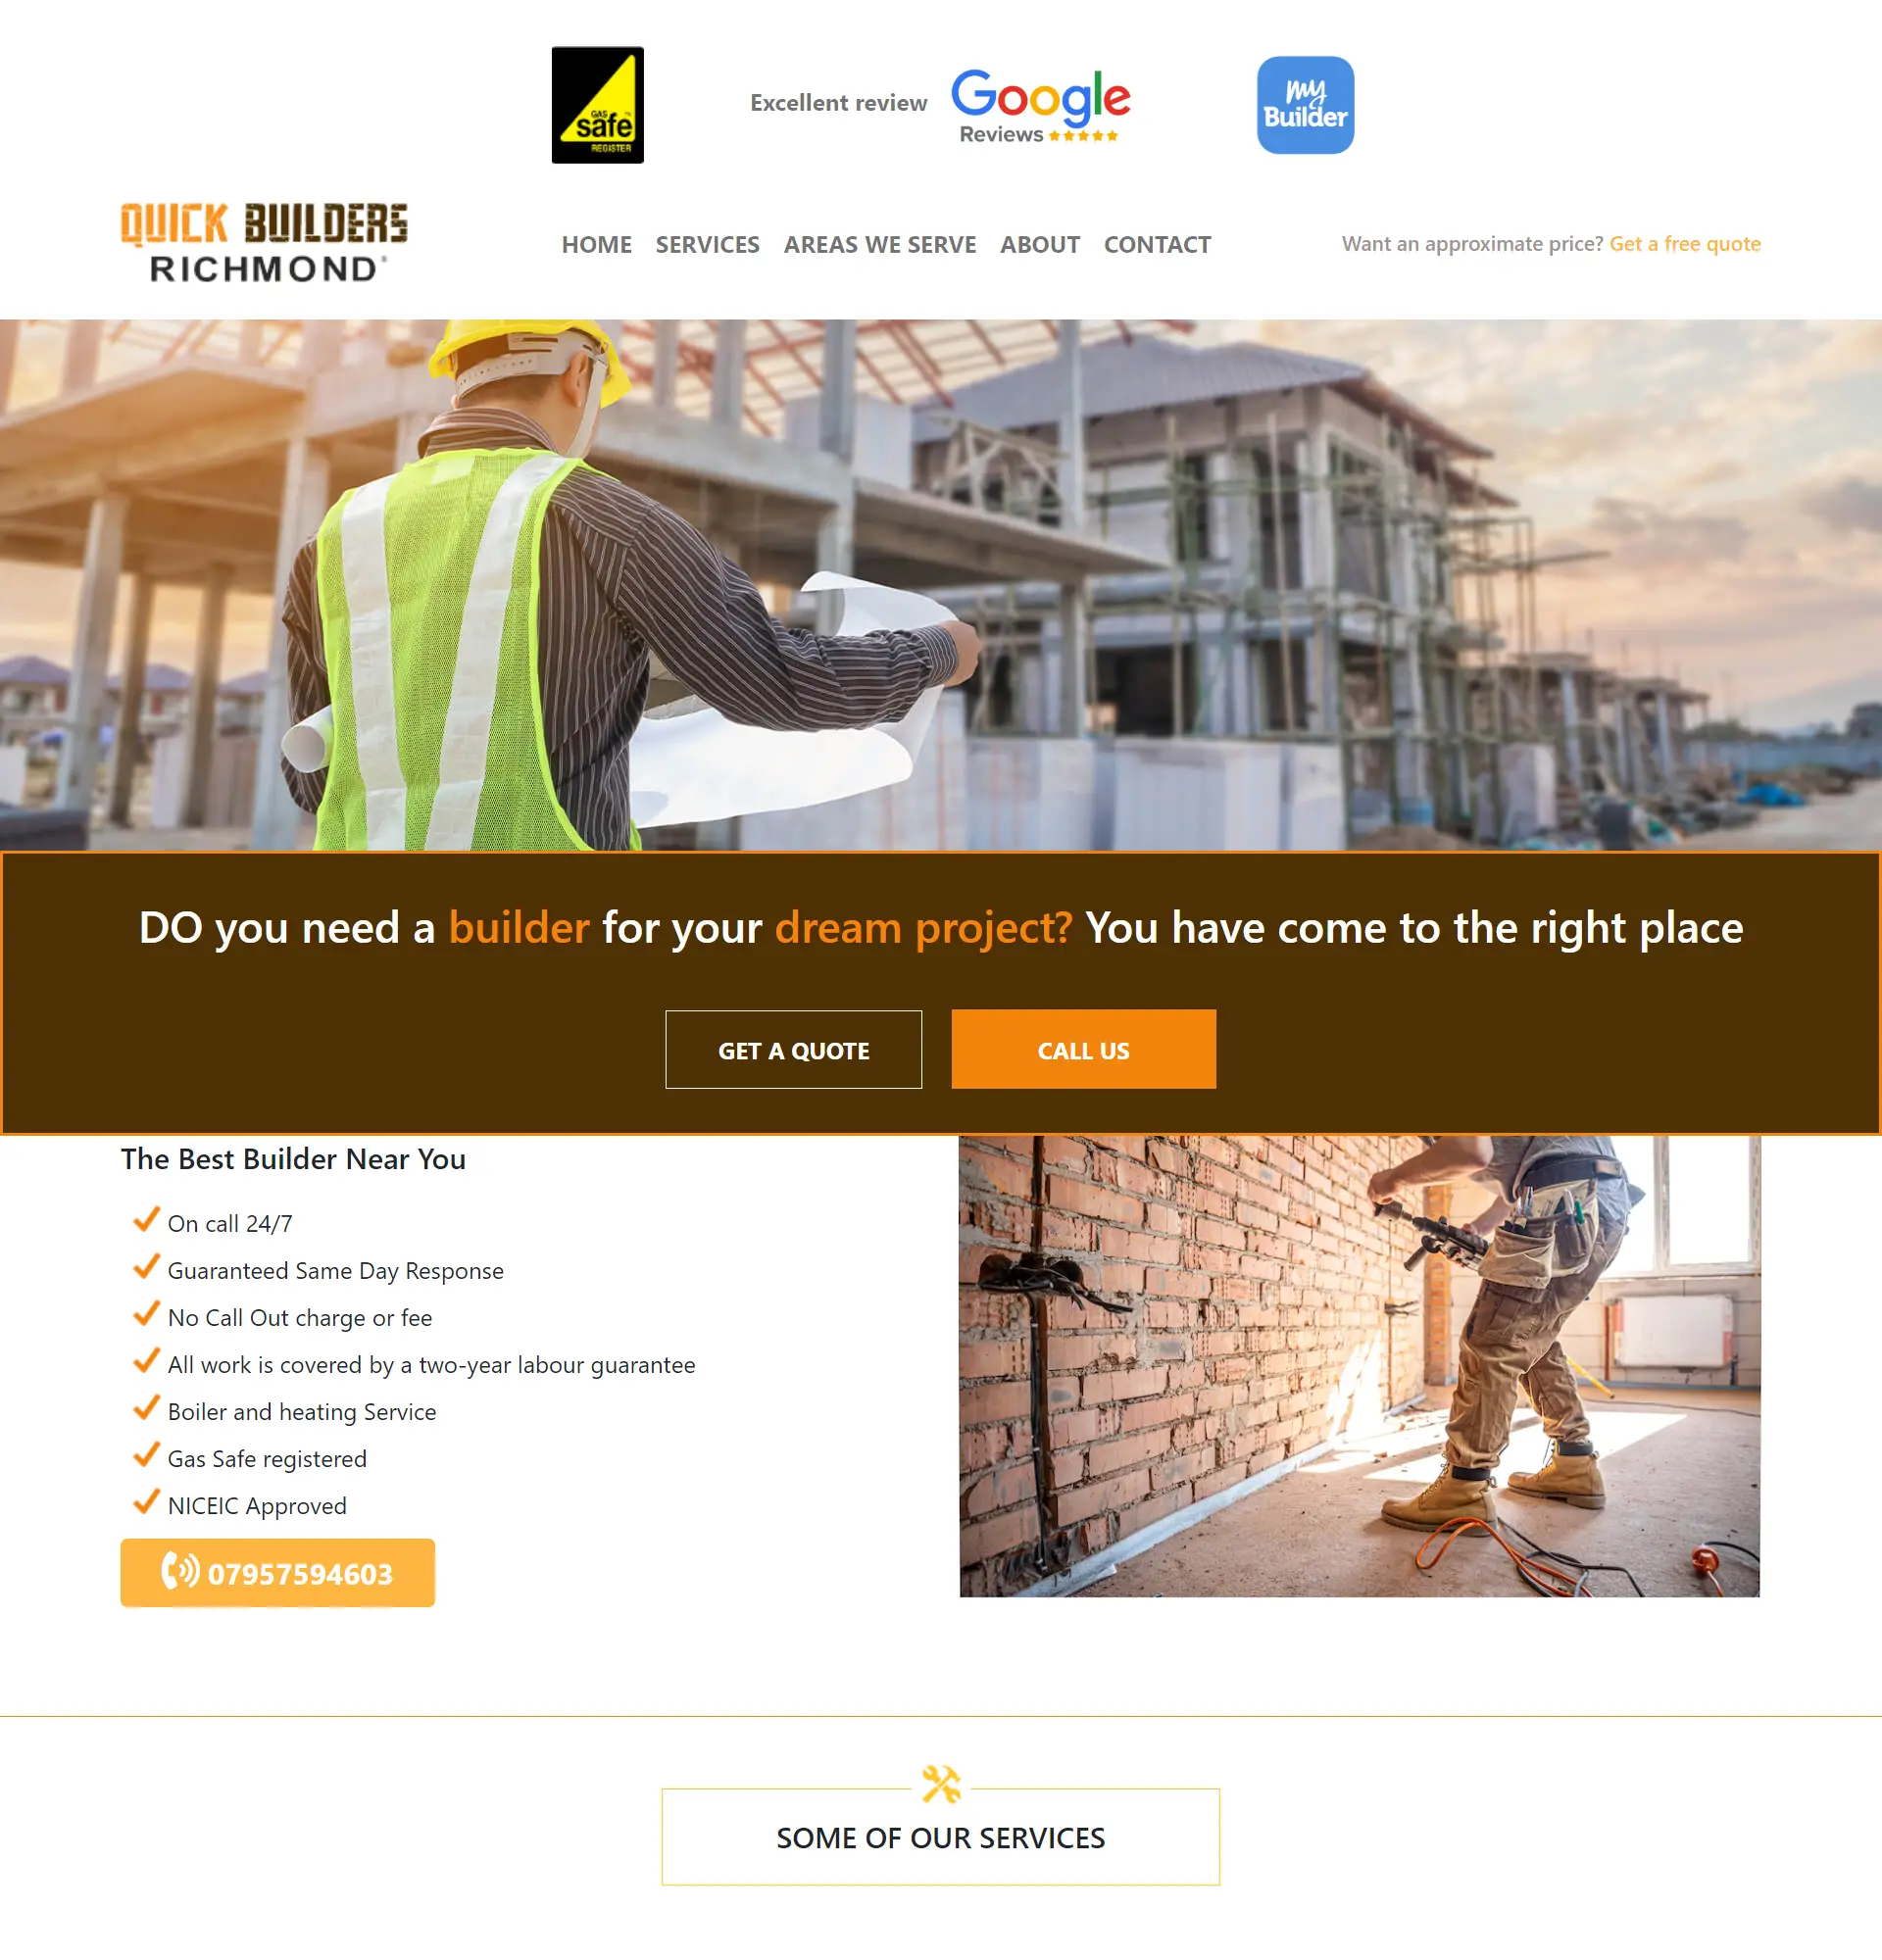 GAS
safe
REGISTER
Excellent review
Google
Reviews
my
Builder
QUICK BUILDERS
RICHMOND
HOME SERVICES AREAS WE SERVE ABOUT CONTACT
Want an approximate price? Get a free quote
DO you need a builder for your dream project? You have come to the right place
GET A QUOTE
CALL US
The Best Builder Near You
On call 24/7
Guaranteed Same Day Response
No Call Out charge or fee
All work is covered by a two-year labour guarantee
Boiler and heating Service
Gas Safe registered
NICEIC Approved
07957594603
SOME OF OUR SERVICES